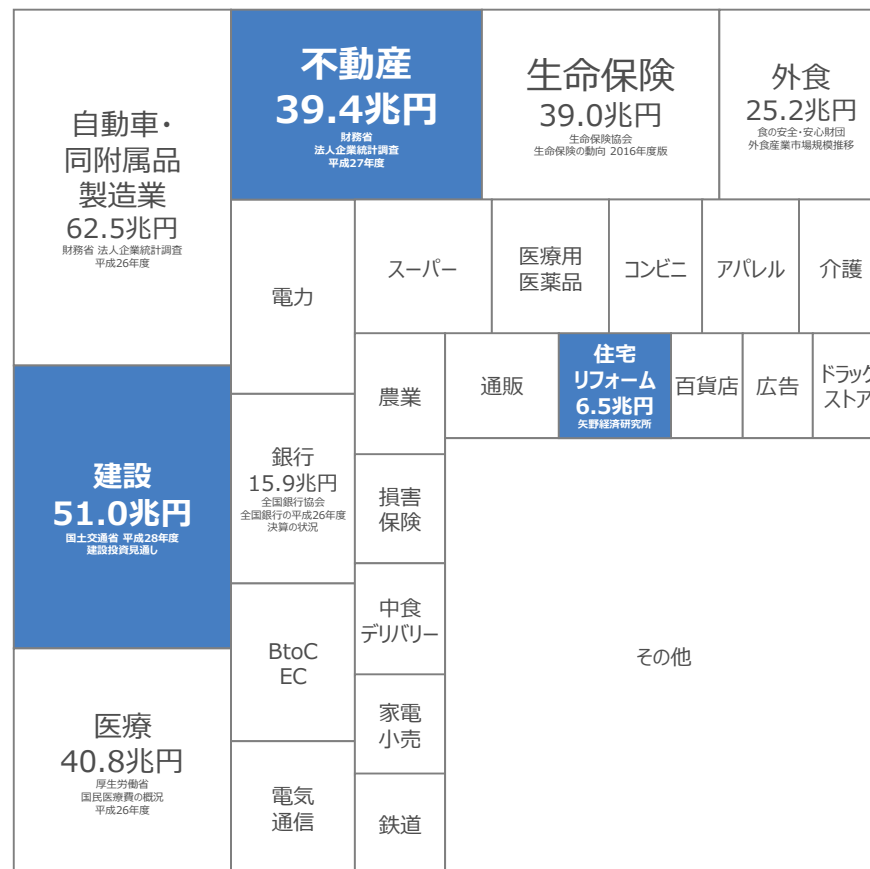 自動車・
同附属品
製造業
62.5兆円
財務省 法人企業統計調査
平成26年度
不動産
39.4兆円
財務省
法人企業統計調査
平成27年度
生命保険
39.0兆円
生命保険協会
生命保険の動向 2016年度版
外食
25.2兆円
食の安全・安心財団
外食産業市場規模推移
電力
スーパー
医療用
医薬品
コンビニ
アパレル
介護
農業
通販
住宅
リフォーム
6.5兆円
矢野経済研究所
百貨店
広告
ドラッグ
ストア
建設
51.0兆円
国土交通省 平成28年度
建設投資見通し
銀行
15.9兆円
全国銀行協会
全国銀行の平成26年度
決算の状況
損害
保険
中食
デリバリー
BtoC
EC
その他
医療
40.8兆円
厚生労働省
国民医療費の概況
平成26年度
家電
小売
電気
通信
鉄道